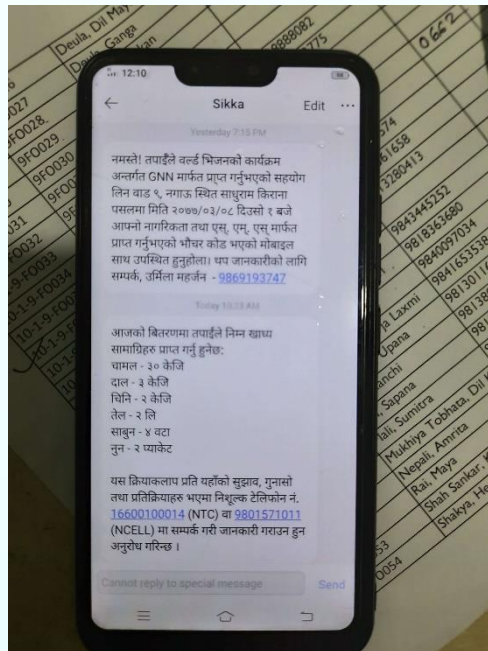 Deula, Dil May
Deula, Ganga
12:10
Sikka
Edit
Yesterday 7:15 PM
नमस्ते! तपाईँले वर्ल्ड भिजनको कार्यक्रम
अन्तर्गत GNN मार्फत प्राप्त गर्नुभएको सहयोग
लिन वाड ९, नगाऊ स्थित साधुराम किराना
पसलमा मिति २०७७/०३/०८ दिउसो १ बजे
आफ्नो नागरिकता तथा एस्. एम्. एस् मार्फत
प्राप्त गर्नुभएको भौचर कोड भएको मोबाइल
साथ उपस्थित हुनुहोला। थप जानकारीको लागि
सम्पर्क, उर्मिला महर्जन - 9869193747
Today 10:33 AM
आजको बितरणमा तपाईँले निम्न खाध्य
सामाग्रिहरु प्राप्त गर्नु हुनेछ:
चामल - ३० केजि
दाल - ३ केजि
चिनि - २ केजि
तेल - २ लि
साबुन - ४ वटा
नुन - २ प्याकेट
यस क्रियाकलाप प्रति यहाँको सुझाव, गुनासो
तथा प्रतिक्रियाहरु भएमा निशूल्क टेलिफोन नं.
16600100014 (NTC) वा 9801571011
(NCELL) मा सम्पर्क गरी जानकारी गराउन हुन
अनुरोध गरिन्छ ।
Cannot reply to special message
Send
0662
9F0028
9F0029
9F0030
9843445252
9818363680
9840097034
Laxmi
Upana
Sapana
Sumitra
Mukhiya Tobhata, Dil
Nepali, Amrita
Rai, Maya
Shah Sankar,
Shakya,